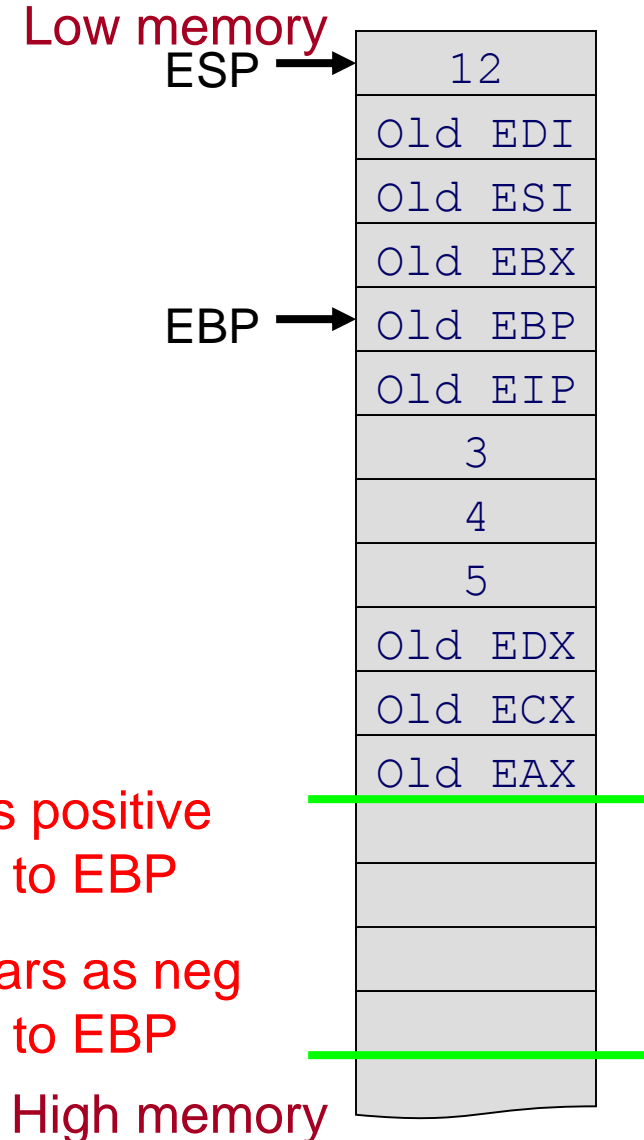 Low memory
ESP
12
Old EDI
Old ESI
Old EBX
EBP
Old EBP
Old EIP
3
4
5
Old EDX
Old ECX
Old EAX
positive
to EBP
as neg
to EBP
High memory